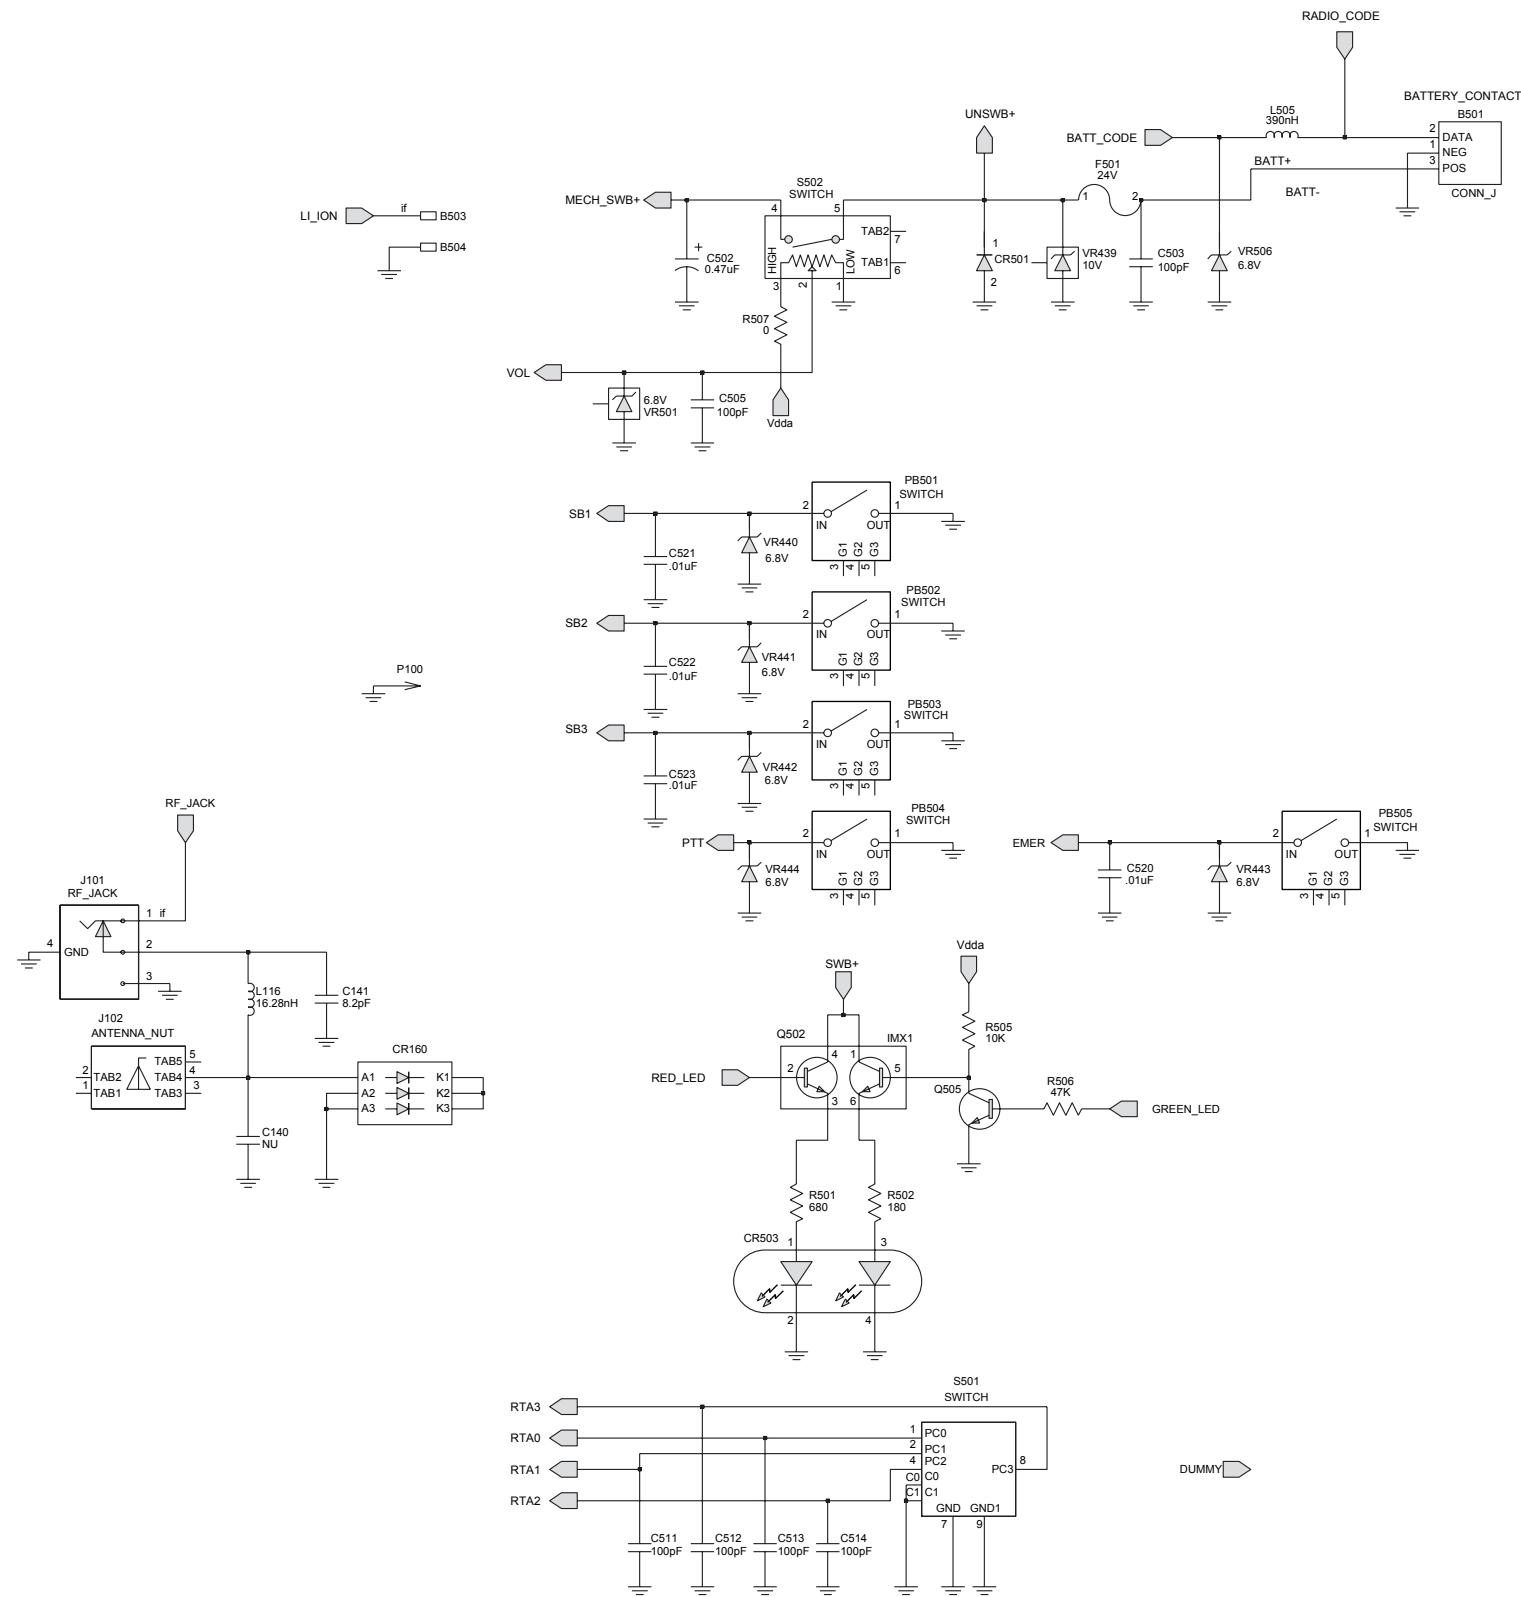 RADIO_CODE
BATTERY_CONTACT
B501
L505
390nH
UNSWB+
BATT_CODE
2
DATA
1
NEG
3
POS
BATT+
BATT-
CONN_J
F501
24V
1
2
S502
SWITCH
MECH_SWB+
4
5
LI_ION
if
B503
B504
TAB2
7
TAB1
6
HIGH
LOW
3
2
1
+
C502
0.47uF
1
CR501
2
VR439
10V
C503
100pF
VR506
6.8V
R507
0
VOL
6.8V
VR501
C505
100pF
Vdda
PB501
SWITCH
SB1
2
1
IN
OUT
G1
G2
G3
3
4
5
C521
.01uF
VR440
6.8V
PB502
SWITCH
SB2
2
1
IN
OUT
G1
G2
G3
3
4
5
C522
.01uF
VR441
6.8V
P100
PB503
SWITCH
SB3
2
1
IN
OUT
G1
G2
G3
3
4
5
C523
.01uF
VR442
6.8V
PB504
SWITCH
PTT
2
1
IN
OUT
G1
G2
G3
3
4
5
VR444
6.8V
PB505
SWITCH
EMER
2
1
IN
OUT
G1
G2
G3
3
4
5
C520
.01uF
VR443
6.8V
RF_JACK
J101
RF_JACK
1 if
4
GND
2
3
L116
16.28nH
C141
8.2pF
J102
ANTENNA_NUT
5
TAB5
2
TAB2
TAB4
4
1
TAB1
TAB3
3
CR160
A1
K1
A2
K2
A3
K3
C140
NU
SWB+
Vdda
R505
10K
Q502
IMX1
4
1
RED_LED
2
5
3
6
Q505
R506
47K
GREEN_LED
R501
680
R502
180
CR503
1
3
2
4
S501
SWITCH
RTA3
RTA0
RTA1
RTA2
1
PC0
2
PC1
4
PC2
C0
C0
C1
C1
PC3
8
GND
GND1
7
9
DUMMY
C511
100pF
C512
100pF
C513
100pF
C514
100pF